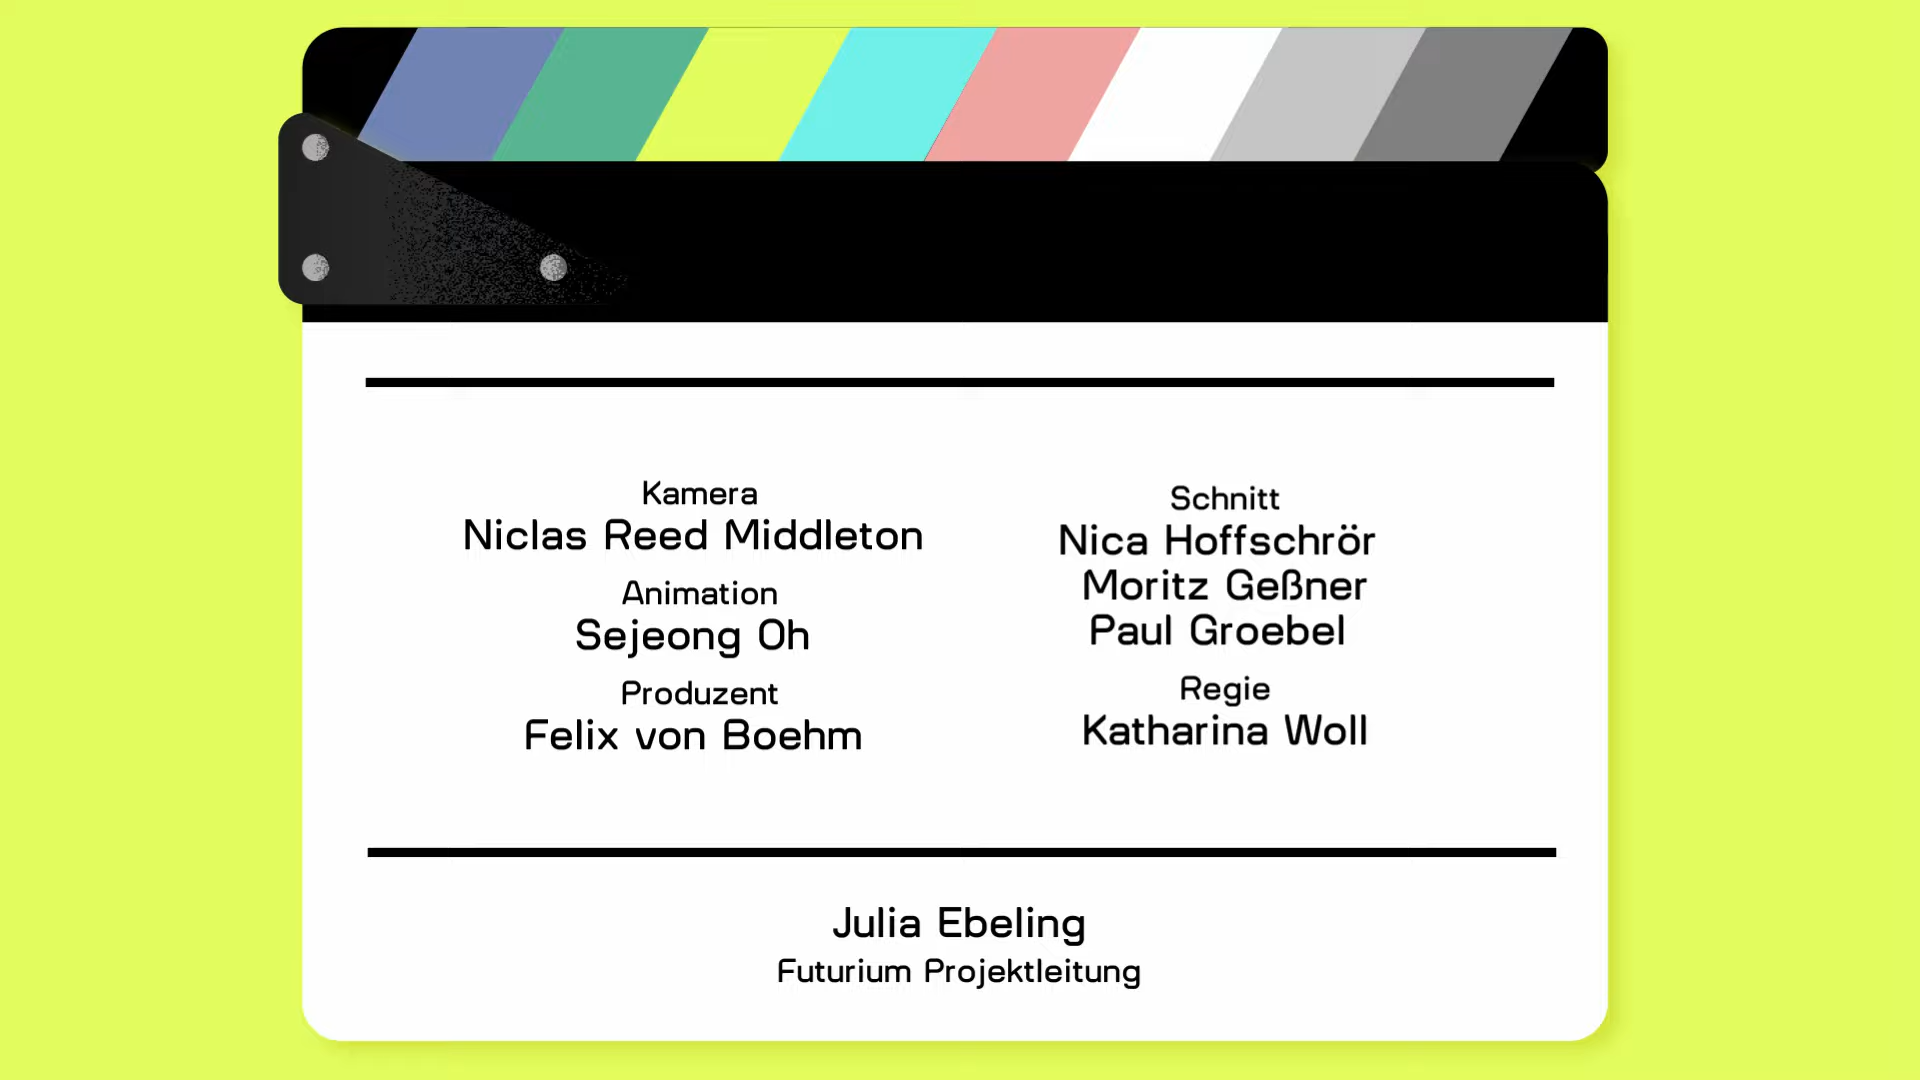 Kamera
Niclas Reed Middleton
Animation
Sejeong Oh
Produzent
Felix von Boehm
Schnitt
Nica Hoffschrör
Moritz Geßner
Paul Groebel
Regie
Katharina Woll
Julia Ebeling
Futurium Projektleitung